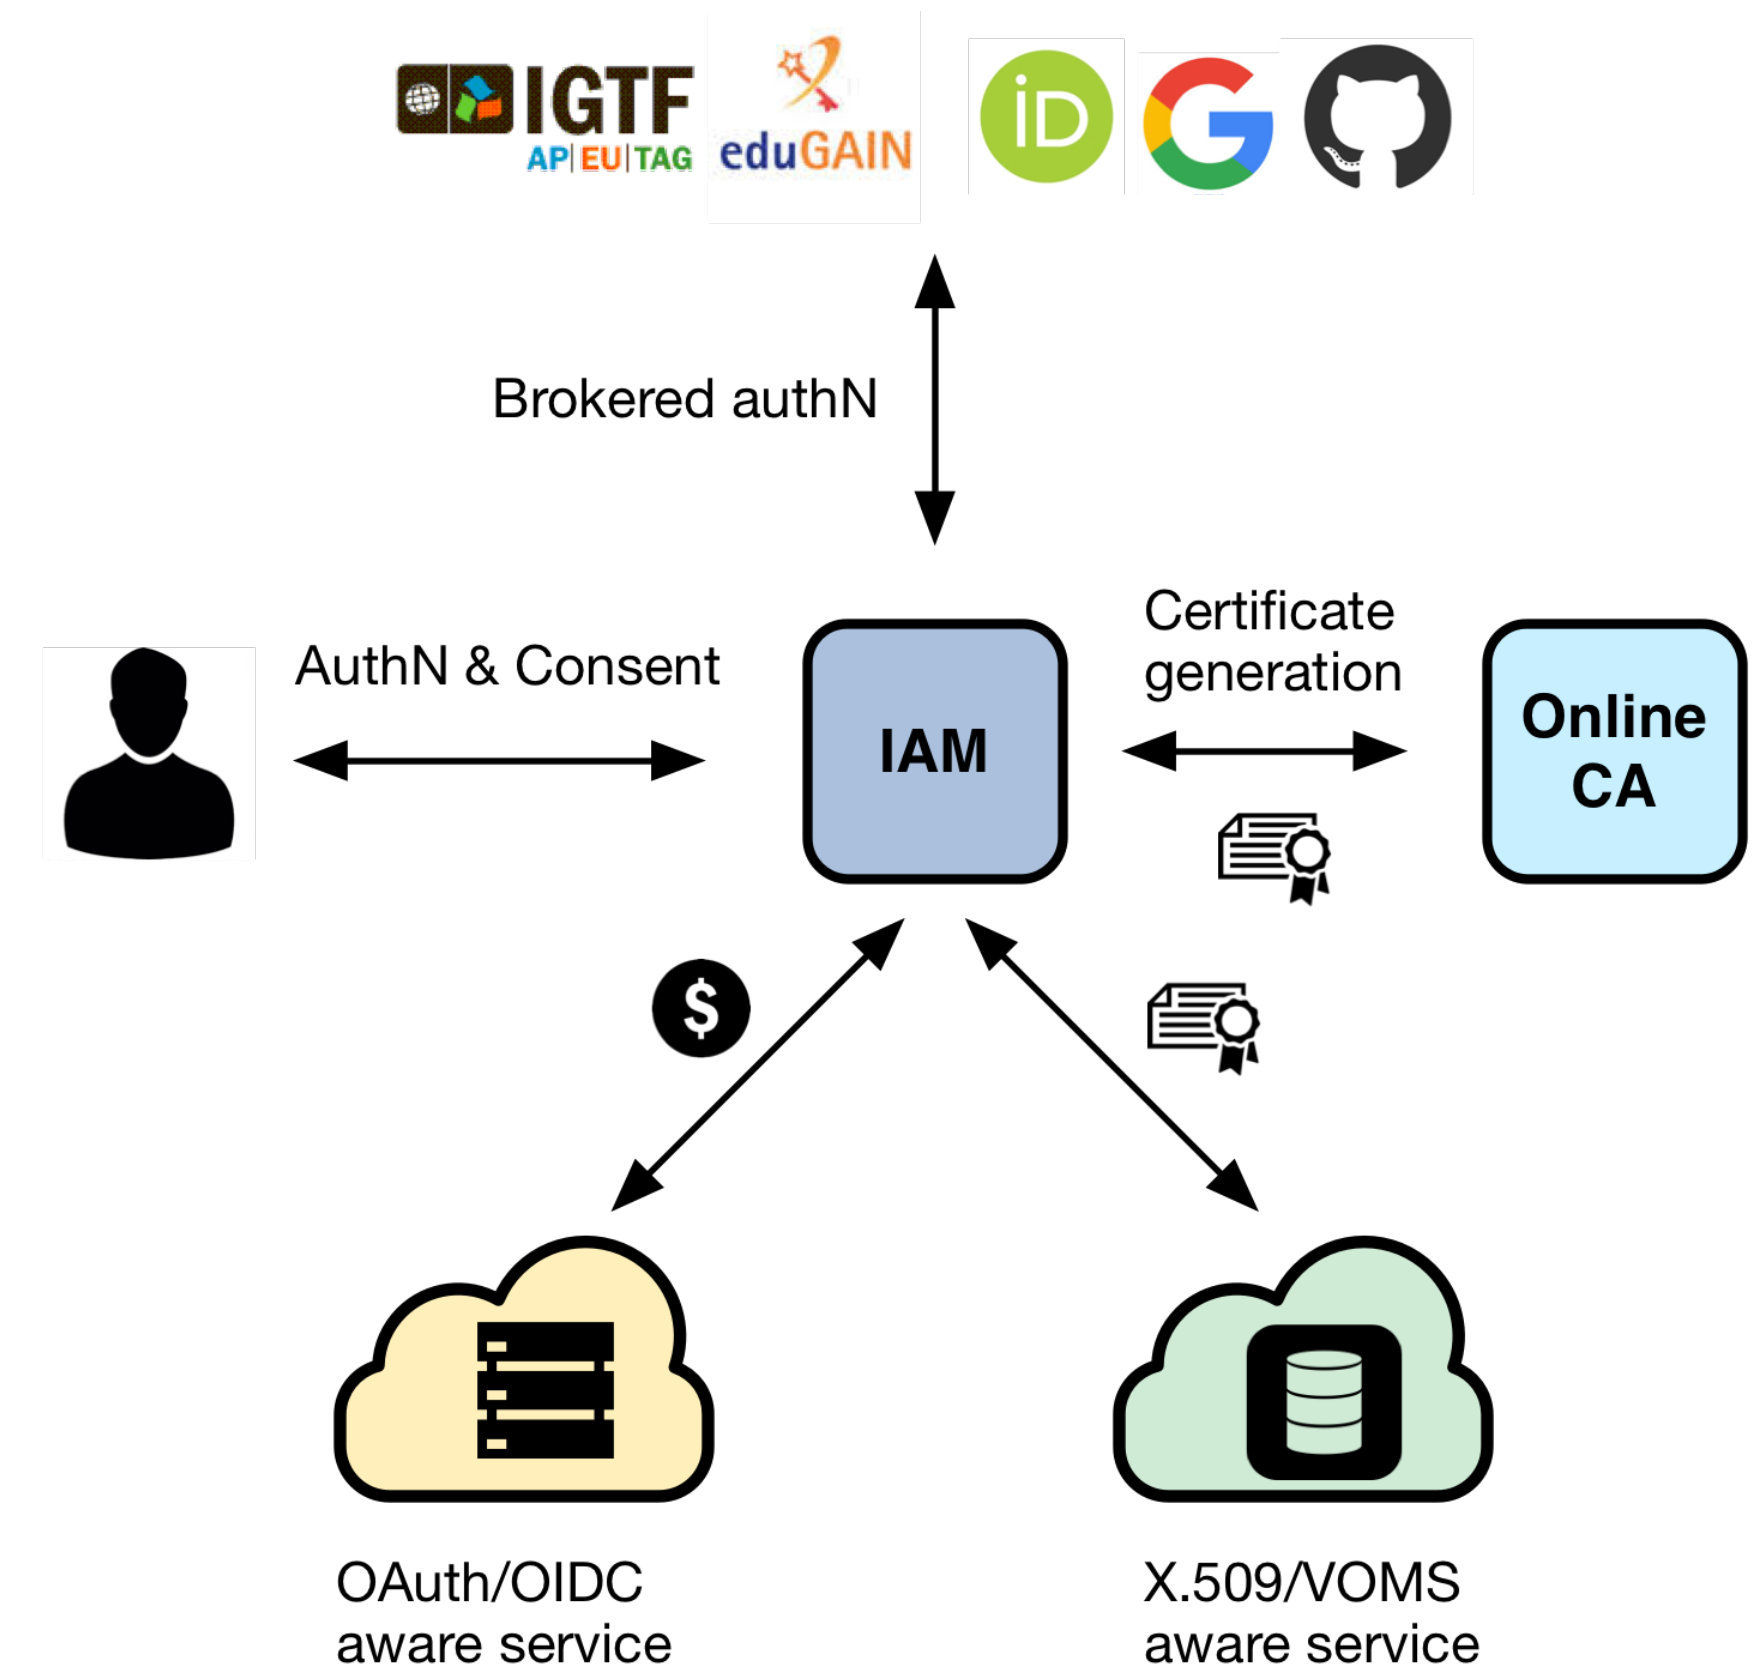 IGTF
AP|EU|TAG
eduGAIN
iD
G
Brokered authN
AuthN & Consent
IAM
Certificate
generation
Online
CA
$
OAuth/OIDC
aware service
X.509/VOMS
aware service